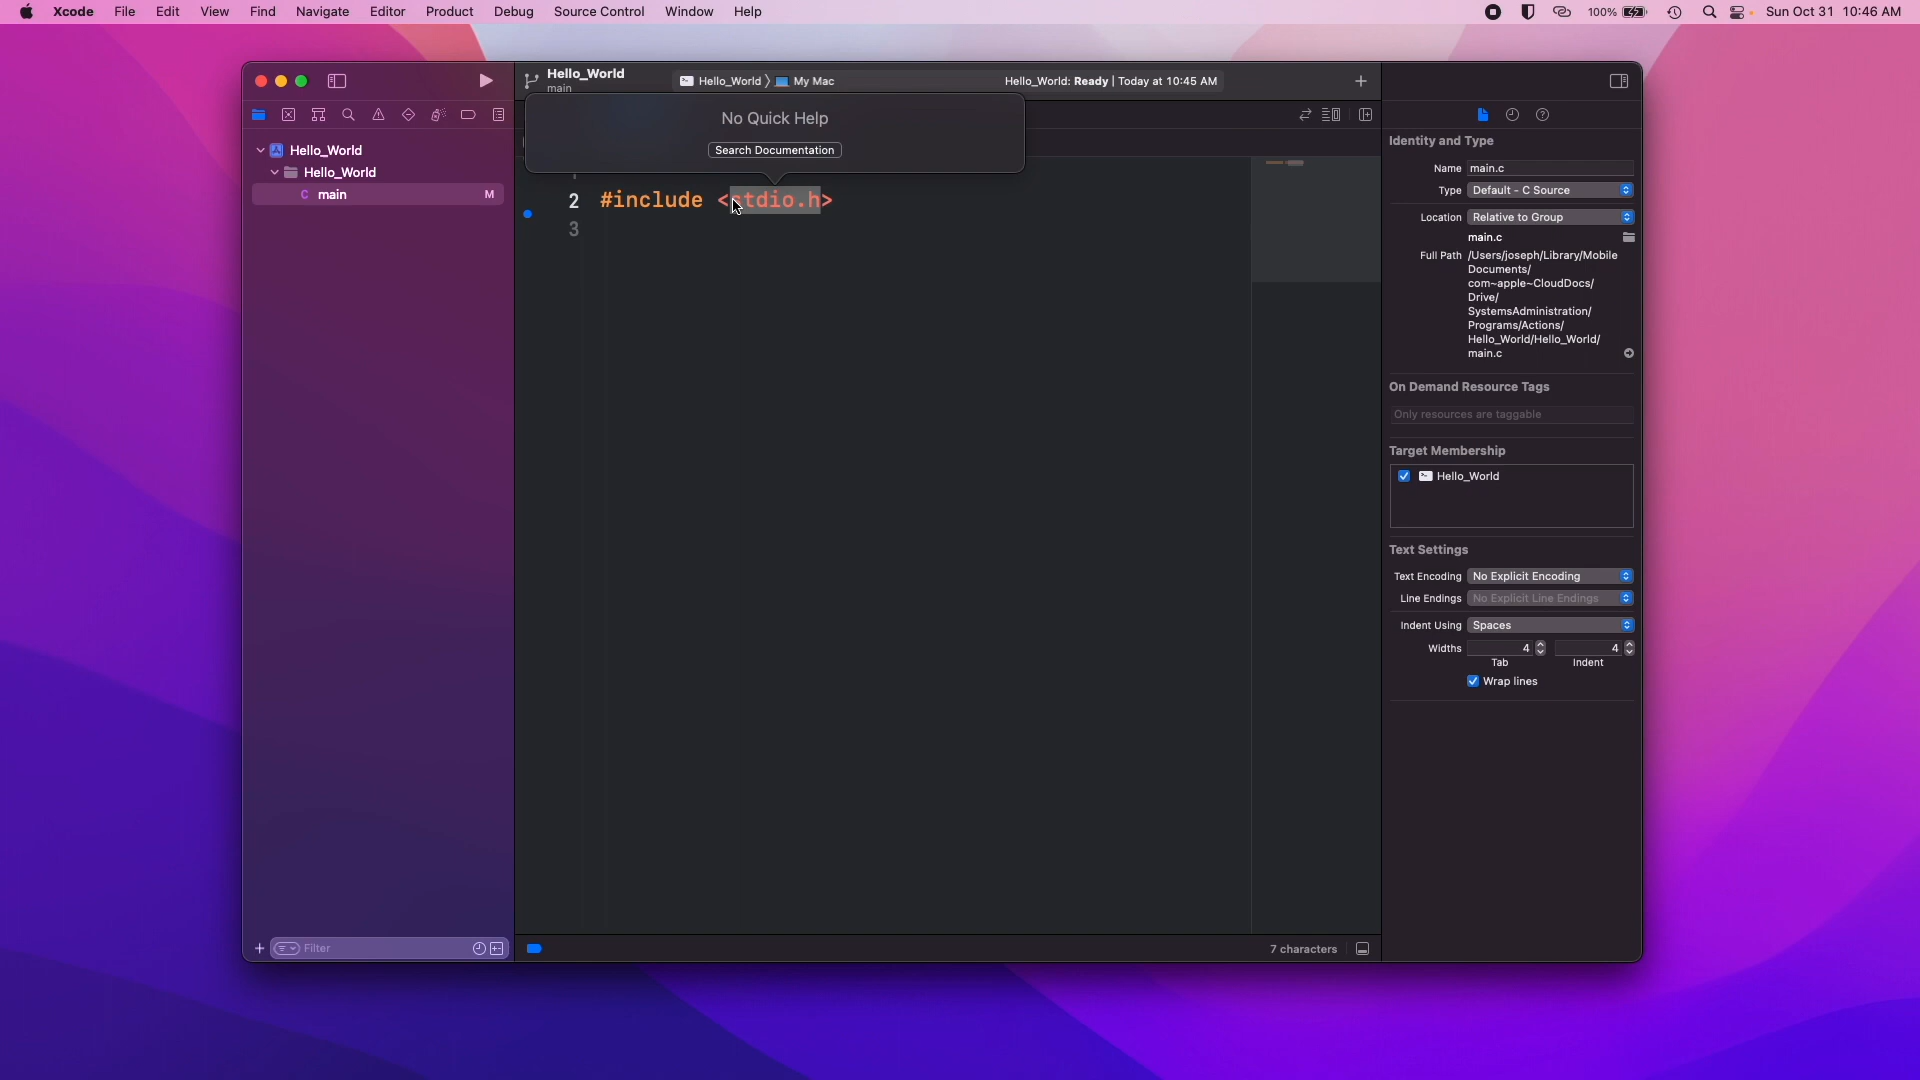 Xcode File Edit View Find Navigate Editor Product Debug Source Control Window Help 100% Sun Oct 31 10:46 AM
Hello_World
main
Hello_World 〉 My Mac
Hello_World: Ready | Today at 10:45 AM
No Quick Help
Search Documentation
Hello_World
Hello_World
C main M
2 #include <stdio.h>
3
Filter
7 characters
Identity and Type
Name main.c
Type Default - C Source
Location Relative to Group
main.c
Full Path /Users/joseph/Library/Mobile
Documents/
com~apple~CloudDocs/
Drive/
SystemsAdministration/
Programs/Actions/
Hello_World/Hello_World/
main.c
On Demand Resource Tags
Only resources are taggable
Target Membership
Hello_World
Text Settings
Text Encoding No Explicit Encoding
Line Endings No Explicit Line Endings
Indent Using Spaces
Widths 4 4
Tab Indent
Wrap lines